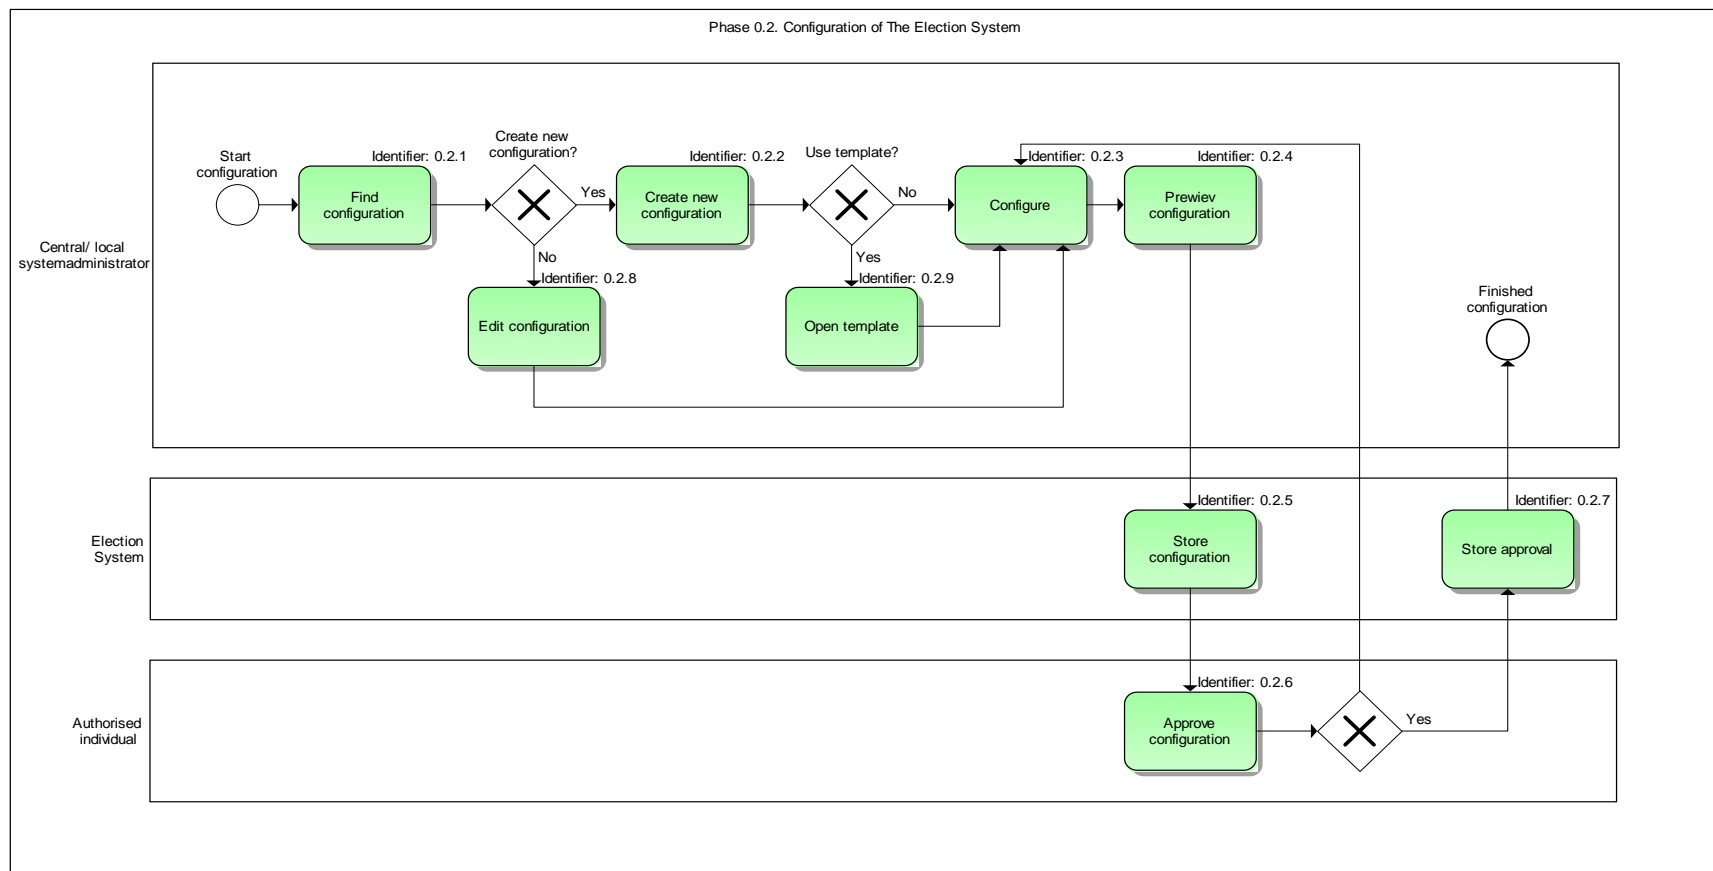 Phase 0.2. Configuration of The Election System
Create new
configuration?
Start
configuration
Identifier: 0.2.1
Identifier: 0.2.2
Use template?
Identifier: 0.2.3
Identifier: 0.2.4
Find
configuration
Yes
Create new
configuration
No
Configure
Prewiev
configuration
Central/ local
systemadministrator
No
Yes
Identifier: 0.2.8
Identifier: 0.2.9
Edit configuration
Open template
Finished
configuration
Identifier: 0.2.5
Identifier: 0.2.7
Election
System
Store
configuration
Store approval
Identifier: 0.2.6
Authorised
individual
Approve
configuration
Yes